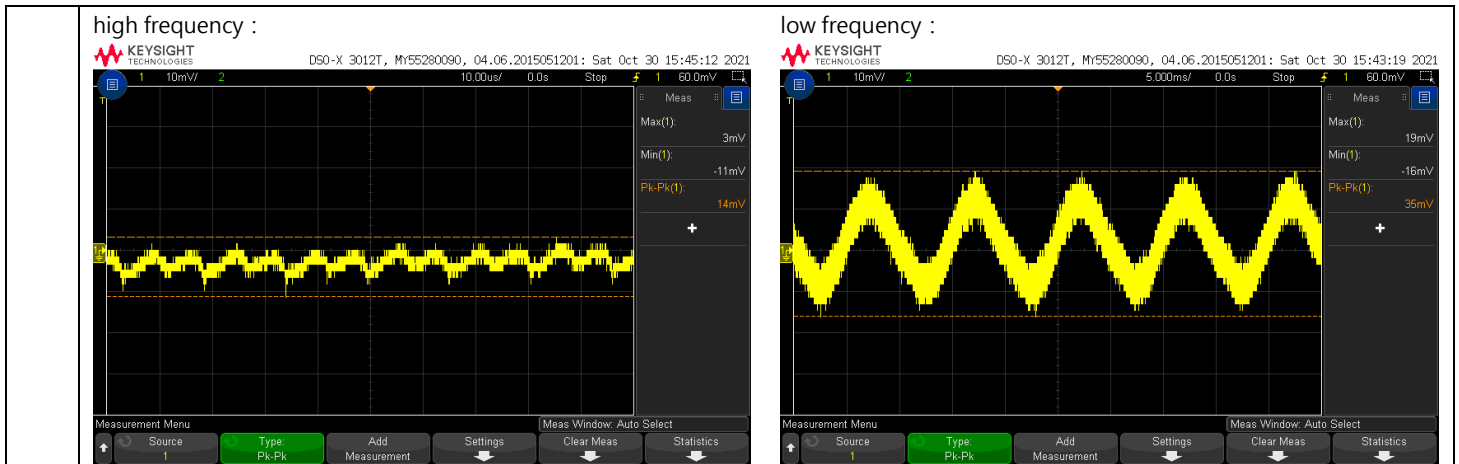 high frequency：
KEYSIGHT
TECHNOLOGIES
DSO-X 3012T, MY55280090, 04.06.2015051201: Sat Oct 30 15:45:12 2021
1 10mV/ 2 10.00us/ 0.0s Stop 1 60.0mV
T
Meas
Max(1):
3mV
Min(1):
-11mV
Pk-Pk(1):
14mV
+
Measurement Menu
Meas Window: Auto Select
Source
1
Type:
Pk-Pk
Add
Measurement
Settings
Clear Meas
Statistics
low frequency：
KEYSIGHT
TECHNOLOGIES
DSO-X 3012T, MY55280090, 04.06.2015051201: Sat Oct 30 15:43:19 2021
1 10mV/ 2 5.000ms/ 0.0s Stop 1 60.0mV
T
Meas
Max(1):
19mV
Min(1):
-16mV
Pk-Pk(1):
35mV
+
Measurement Menu
Meas Window: Auto Select
Source
1
Type:
Pk-Pk
Add
Measurement
Settings
Clear Meas
Statistics